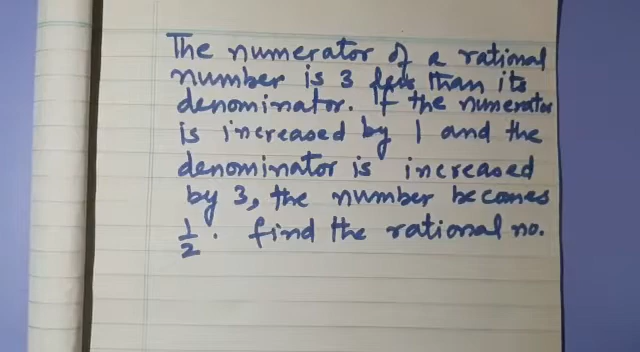 The numerator of a rational
number is 3 less than its
denominator. If the numerator
is increased by 1 and the
denominator is increased
by 3, the number becomes
1/2. find the rational no.